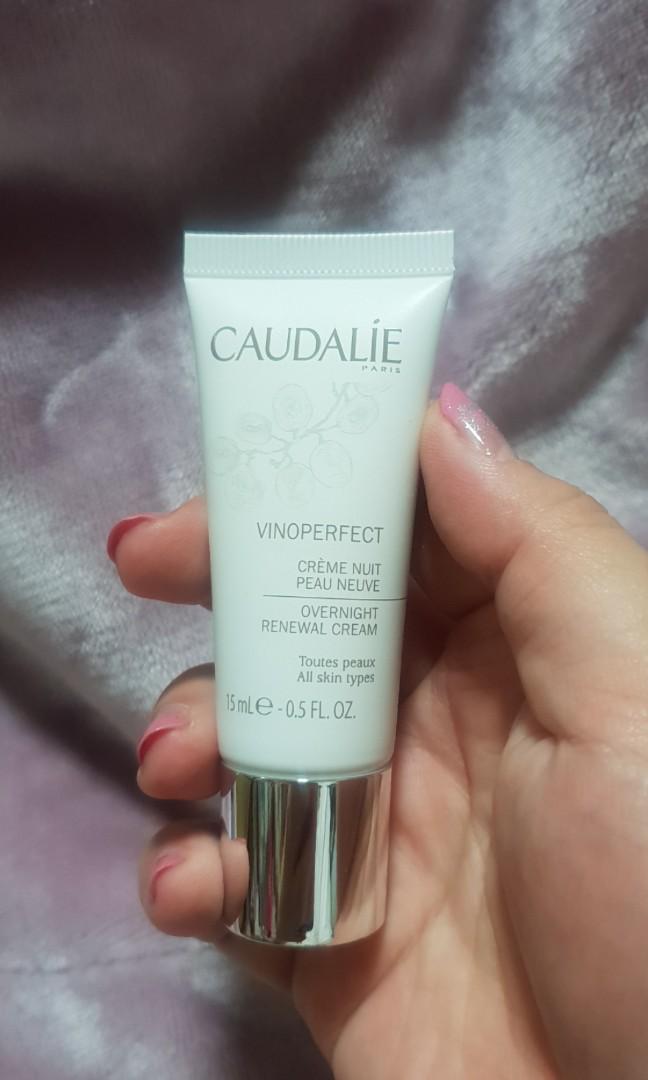 CAUDALÍE
PARIS
VINOPERFECT
CRÈME NUIT
PEAU NEUVE
OVERNIGHT
RENEWAL CREAM
Toutes peaux
All skin types
15 mL ℮ - 0.5 FL. OZ.